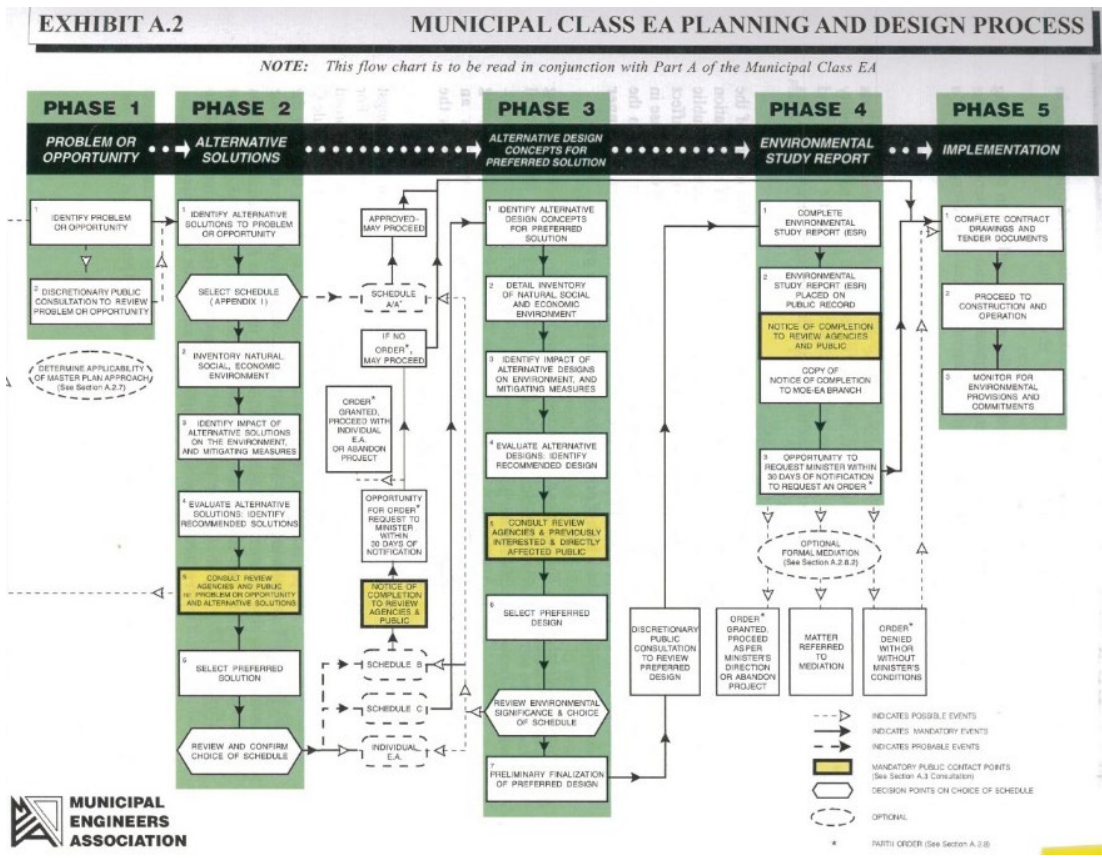 EXHIBIT A.2
MUNICIPAL CLASS EA PLANNING AND DESIGN PROCESS
NOTE: This flow chart is to be read in conjunction with Part A of the Municipal Class EA
PHASE 1
PROBLEM OR
OPPORTUNITY
1
IDENTIFY PROBLEM
OR OPPORTUNITY
2
DISCRETIONARY PUBLIC
CONSULTATION TO REVIEW
PROBLEM OR OPPORTUNITY
DETERMINE APPLICABILITY
OF MASTER PLAN APPROACH
(See Section A.2.7)
PHASE 2
ALTERNATIVE
SOLUTIONS
1
IDENTIFY ALTERNATIVE
SOLUTIONS TO PROBLEM
OR OPPORTUNITY
SELECT SCHEDULE
(APPENDIX I)
2
INVENTORY NATURAL
SOCIAL, ECONOMIC
ENVIRONMENT
3
IDENTIFY IMPACT OF
ALTERNATIVE SOLUTIONS
ON THE ENVIRONMENT,
AND MITIGATING MEASURES
4
EVALUATE ALTERNATIVE
SOLUTIONS: IDENTIFY
RECOMMENDED SOLUTIONS
5
CONSULT REVIEW
AGENCIES AND PUBLIC
re: PROBLEM OR OPPORTUNITY
AND ALTERNATIVE SOLUTIONS
6
SELECT PREFERRED
SOLUTION
REVIEW AND CONFIRM
CHOICE OF SCHEDULE
APPROVED-
MAY PROCEED
SCHEDULE
A/A+
IF NO
ORDER*,
MAY PROCEED
ORDER*
GRANTED,
PROCEED WITH
INDIVIDUAL
E.A.
OR ABANDON
PROJECT
OPPORTUNITY
FOR ORDER*
REQUEST TO
MINISTER
WITHIN
30 DAYS OF
NOTIFICATION
NOTICE OF
COMPLETION
TO REVIEW
AGENCIES &
PUBLIC
SCHEDULE B
SCHEDULE C
INDIVIDUAL
E.A.
PHASE 3
ALTERNATIVE DESIGN
CONCEPTS FOR
PREFERRED SOLUTION
1
IDENTIFY ALTERNATIVE
DESIGN CONCEPTS
FOR PREFERRED
SOLUTION
2
DETAIL INVENTORY
OF NATURAL SOCIAL
AND ECONOMIC
ENVIRONMENT
3
IDENTIFY IMPACT OF
ALTERNATIVE DESIGNS
ON ENVIRONMENT, AND
MITIGATING MEASURES
4
EVALUATE ALTERNATIVE
DESIGNS: IDENTIFY
RECOMMENDED DESIGN
5
CONSULT REVIEW
AGENCIES & PREVIOUSLY
INTERESTED & DIRECTLY
AFFECTED PUBLIC
6
SELECT PREFERRED
DESIGN
REVIEW ENVIRONMENTAL
SIGNIFICANCE & CHOICE
OF SCHEDULE
7
PRELIMINARY FINALIZATION
OF PREFERRED DESIGN
DISCRETIONARY
PUBLIC
CONSULTATION
TO REVIEW
PREFERRED
DESIGN
PHASE 4
ENVIRONMENTAL
STUDY REPORT
1
COMPLETE
ENVIRONMENTAL
STUDY REPORT (ESR)
2
ENVIRONMENTAL
STUDY REPORT (ESR)
PLACED ON
PUBLIC RECORD
NOTICE OF COMPLETION
TO REVIEW AGENCIES
AND PUBLIC
COPY OF
NOTICE OF COMPLETION
TO MOE-EA BRANCH
3
OPPORTUNITY TO
REQUEST MINISTER WITHIN
30 DAYS OF NOTIFICATION
TO REQUEST AN ORDER*
OPTIONAL
FORMAL MEDIATION
(See Section A.2.8.2)
ORDER*
GRANTED,
PROCEED
AS PER
MINISTER'S
DIRECTION
OR ABANDON
PROJECT
MATTER
REFERRED
TO
MEDIATION
ORDER*
DENIED
WITH OR
WITHOUT
MINISTER'S
CONDITIONS
PHASE 5
IMPLEMENTATION
1
COMPLETE CONTRACT
DRAWINGS AND
TENDER DOCUMENTS
2
PROCEED TO
CONSTRUCTION AND
OPERATION
3
MONITOR FOR
ENVIRONMENTAL
PROVISIONS AND
COMMITMENTS
INDICATES POSSIBLE EVENTS
INDICATES MANDATORY EVENTS
INDICATES PROBABLE EVENTS
MANDATORY PUBLIC CONTACT POINTS
(See Section A.3 Consultation)
DECISION POINTS ON CHOICE OF SCHEDULE
OPTIONAL
* PART II ORDER (See Section A.2.8)
MUNICIPAL
ENGINEERS
ASSOCIATION